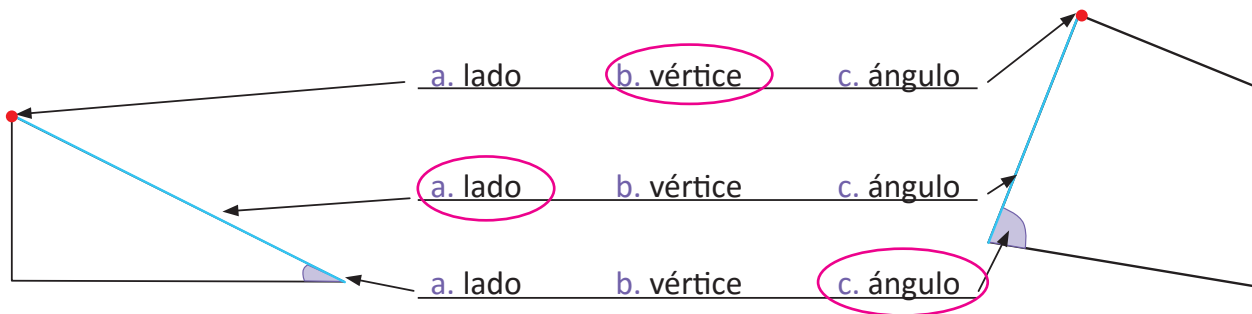 a. lado b. vértice c. ángulo
a. lado b. vértice c. ángulo
a. lado b. vértice c. ángulo